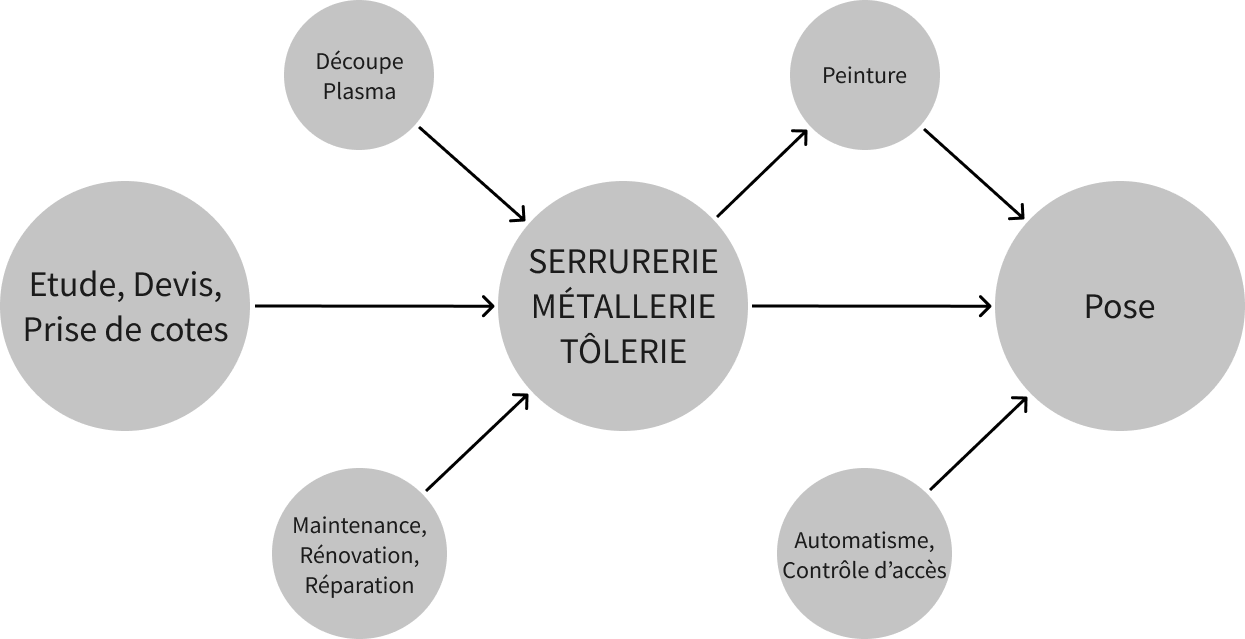 Découpe
Plasma
Peinture
Etude, Devis,
Prise de cotes
SERRURERIE
MÉTALLERIE
TÔLERIE
Pose
Maintenance,
Rénovation,
Réparation
Automatisme,
Contrôle d’accès